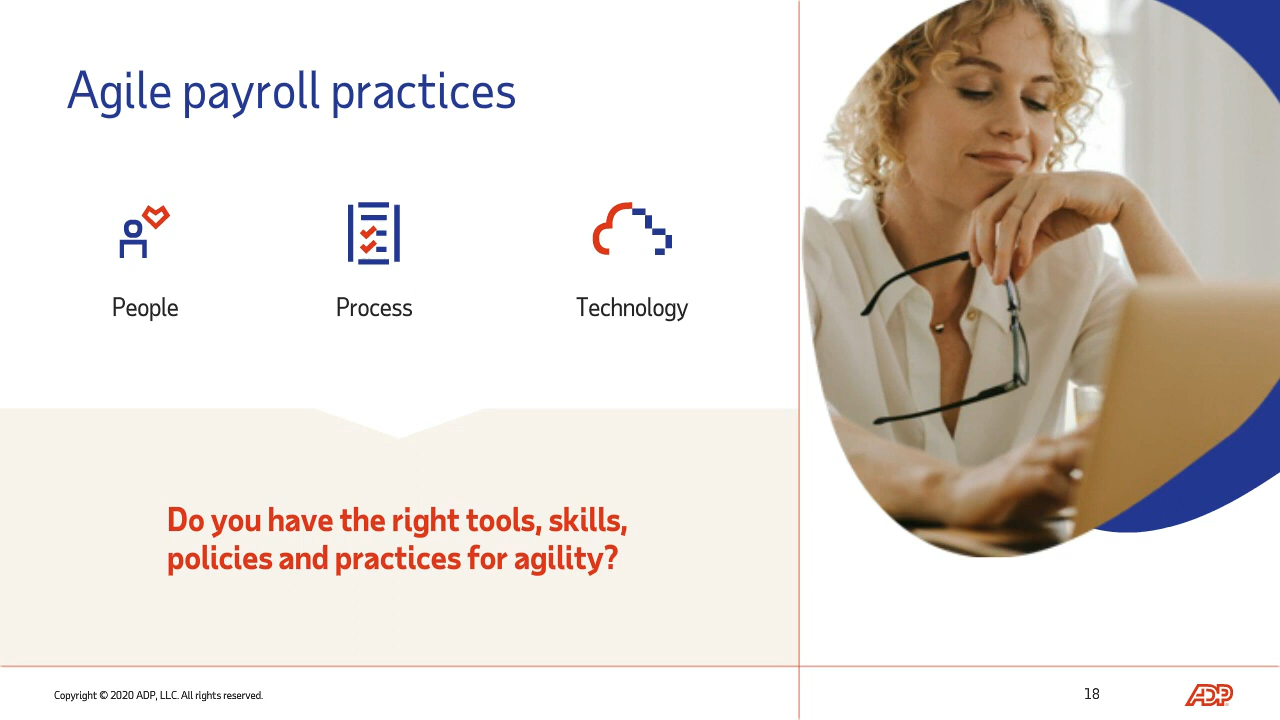 Agile payroll practices
People
Process
Technology
Do you have the right tools, skills,
policies and practices for agility?
Copyright © 2020 ADP, LLC. All rights reserved.
18
ADP